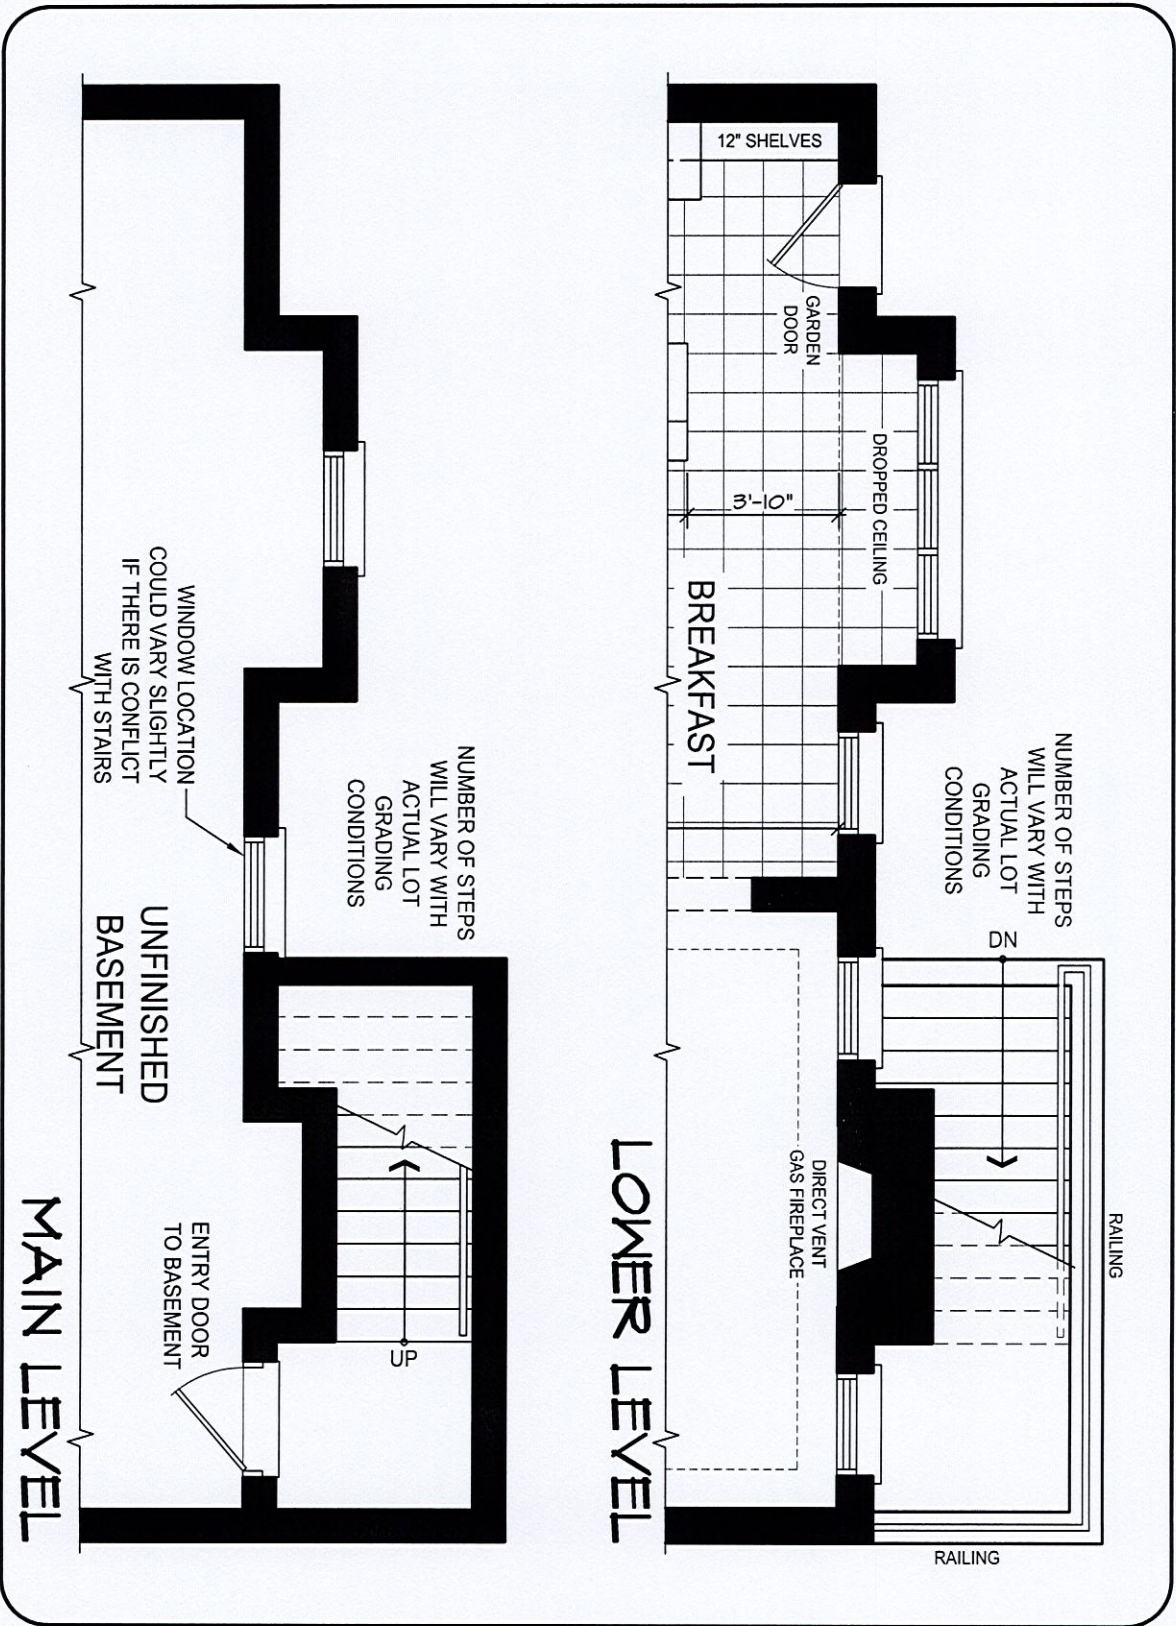 12" SHELVES
GARDEN
DOOR
DROPPED CEILING
3'-10"
BREAKFAST
NUMBER OF STEPS
WILL VARY WITH
ACTUAL LOT
GRADING
CONDITIONS
DN
RAILING
DIRECT VENT
GAS FIREPLACE
RAILING
LOWER LEVEL
WINDOW LOCATION
COULD VARY SLIGHTLY
IF THERE IS CONFLICT
WITH STAIRS
NUMBER OF STEPS
WILL VARY WITH
ACTUAL LOT
GRADING
CONDITIONS
UNFINISHED
BASEMENT
UP
ENTRY DOOR
TO BASEMENT
MAIN LEVEL